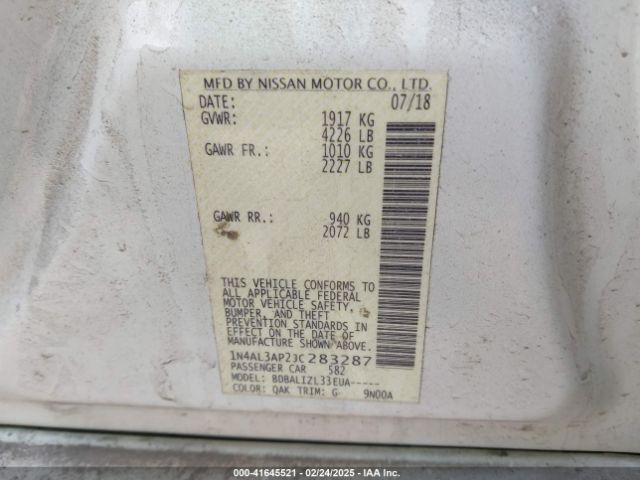 MFD BY NISSAN MOTOR CO., LTD.
DATE: 07/18
GVWR: 1917 KG
4226 LB
GAWR FR.: 1010 KG
2227 LB
GAWR RR.: 940 KG
2072 LB
THIS VEHICLE CONFORMS TO
ALL APPLICABLE FEDERAL
MOTOR VEHICLE SAFETY,
BUMPER, AND THEFT
PREVENTION STANDARDS IN
EFFECT ON THE DATE OF
MANUFACTURE SHOWN ABOVE.
1N4AL3AP2JC283287
PASSENGER CAR 582
MODEL: BDBALIZL33EUA-----
COLOR: QAK TRIM: G 9N00A
000-41645521 | 02/24/2025 | IAA Inc.